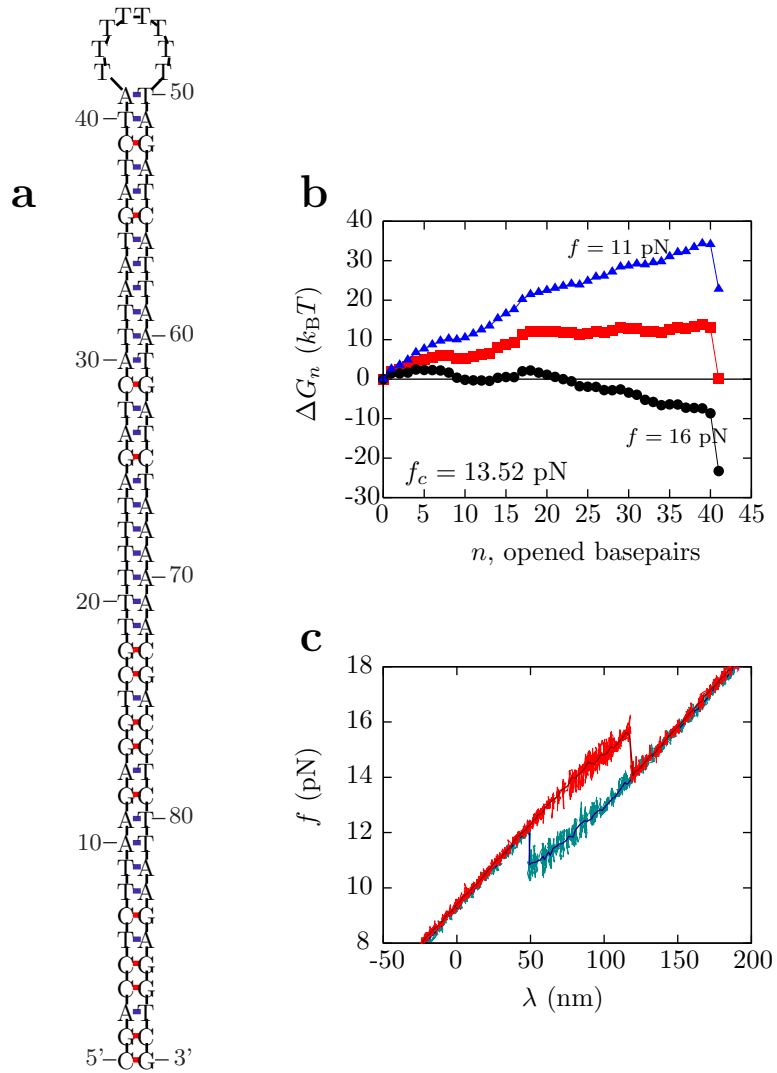 a
T T
T T
T T
T T
A T 50
40 T A
C G
T A
A T
G C
T A
A T
A T
T A
T A 60
30 A T
C G
T A
A T
G C
A T
T A
T A
T A
T A 70
20 T A
T A
G C
G C
T A
G C
G C
A T
G C
A T 80
10 A T
T A
T A
C G
T A
C G
C G
A T
G C
5' C G 3'
b
ΔGₙ (k_BT)
40
30
20
10
0
-10
-20
-30
f = 11 pN
f = 16 pN
f_c = 13.52 pN
0 5 10 15 20 25 30 35 40 45
n, opened basepairs
c
f (pN)
18
16
14
12
10
8
-50 0 50 100 150 200
λ (nm)